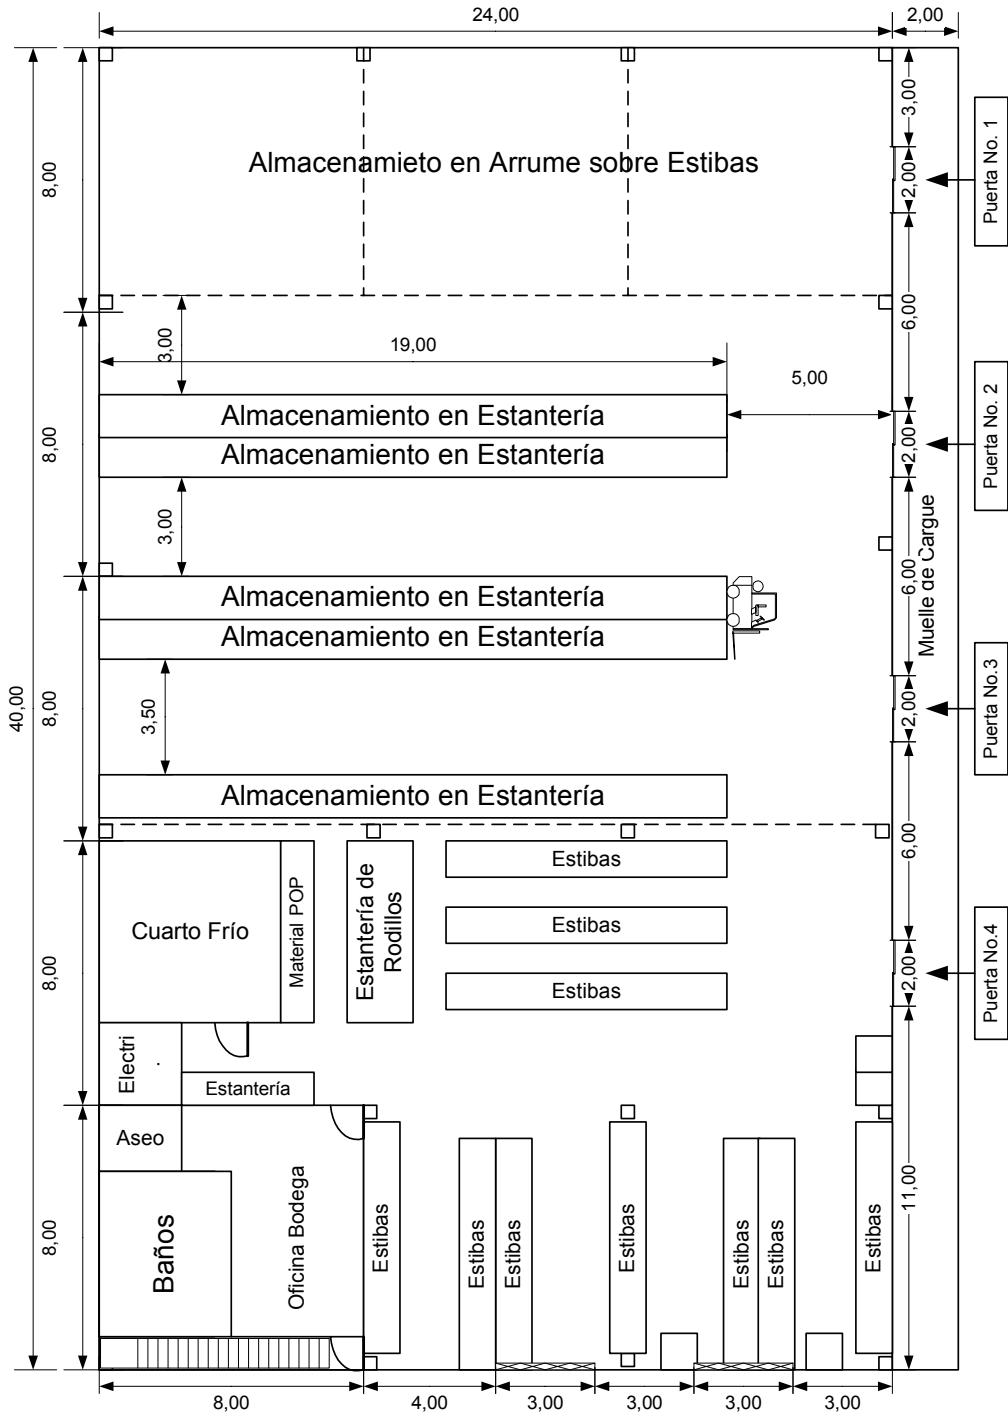 24,00
2,00
3,00
Puerta No. 1
Almacenamieto en Arrume sobre Estibas
8,00
2,00
6,00
3,00
19,00
5,00
Puerta No. 2
Almacenamiento en Estantería
Almacenamiento en Estantería
8,00
2,00
3,00
Muelle de Cargue
6,00
Almacenamiento en Estantería
Almacenamiento en Estantería
40,00
8,00
3,50
2,00
Puerta No.3
Almacenamiento en Estantería
6,00
Cuarto Frío
Material POP
Estantería de
Rodillos
Estibas
Estibas
Estibas
8,00
2,00
Puerta No.4
Electri
.
Estantería
Aseo
Baños
Oficina Bodega
8,00
Estibas
Estibas
Estibas
Estibas
Estibas
Estibas
Estibas
11,00
8,00
4,00
3,00
3,00
3,00
3,00